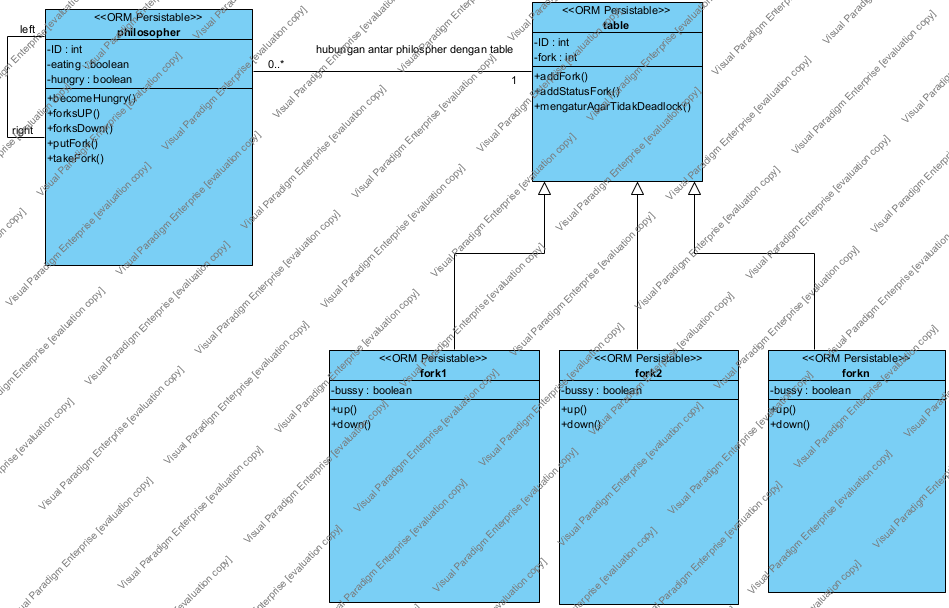 <<ORM Persistable>>
philosopher
-ID : int
-eating : boolean
-hungry : boolean
+becomeHungry()
+forksUP()
+forksDown()
+putFork()
+takeFork()
left
right
hubungan antar philospher dengan table
0..*
1
<<ORM Persistable>>
table
-ID : int
-fork : int
+addFork()
+addStatusFork()
+mengaturAgarTidakDeadlock()
<<ORM Persistable>>
fork1
-bussy : boolean
+up()
+down()
<<ORM Persistable>>
fork2
-bussy : boolean
+up()
+down()
<<ORM Persistable>>
forkn
-bussy : boolean
+up()
+down()
Visual Paradigm Enterprise [evaluation copy]